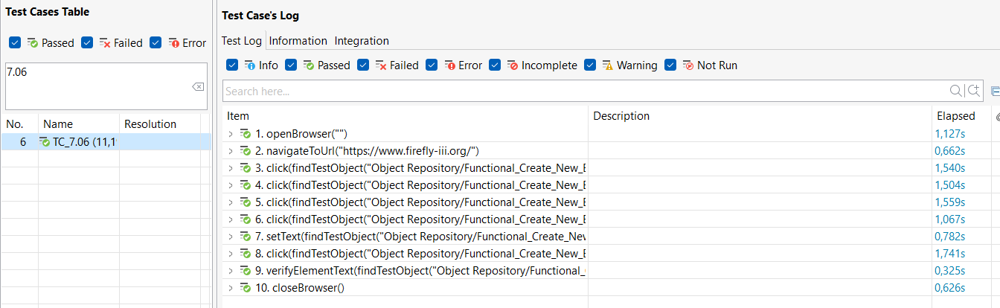 Test Cases Table
Passed Failed Error
7.06
No. Name Resolution
6 TC_7.06 (11,1
Test Case's Log
Test Log Information Integration
Info Passed Failed Error Incomplete Warning Not Run
Search here...
Item Description Elapsed
1. openBrowser("") 1,127s
2. navigateToUrl("https://www.firefly-iii.org/") 0,662s
3. click(findTestObject("Object Repository/Functional_Create_New_ 1,540s
4. click(findTestObject("Object Repository/Functional_Create_New_ 1,504s
5. click(findTestObject("Object Repository/Functional_Create_New_ 1,559s
6. click(findTestObject("Object Repository/Functional_Create_New_ 1,067s
7. setText(findTestObject("Object Repository/Functional_Create_Nev 0,782s
8. click(findTestObject("Object Repository/Functional_Create_New_ 1,741s
9. verifyElementText(findTestObject("Object Repository/Functional_ 0,325s
10. closeBrowser() 0,626s